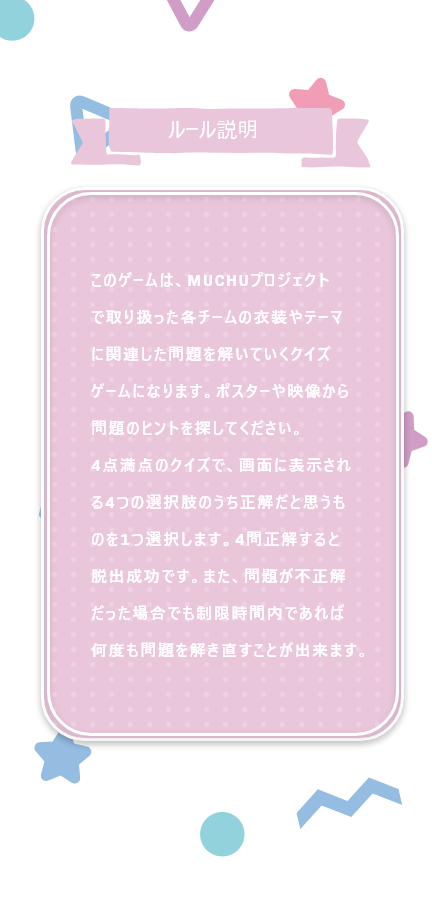 ルール説明
このゲームは、MUCHUプロジェクト
で取り扱った各チームの衣装やテーマ
に関連した問題を解いていくクイズ
ゲームになります。ポスターや映像から
問題のヒントを探してください。
4点満点のクイズで、画面に表示され
る4つの選択肢のうち正解だと思うも
のを1つ選択します。4問正解すると
脱出成功です。また、問題が不正解
だった場合でも制限時間内であれば
何度も問題を解き直すことが出来ます。